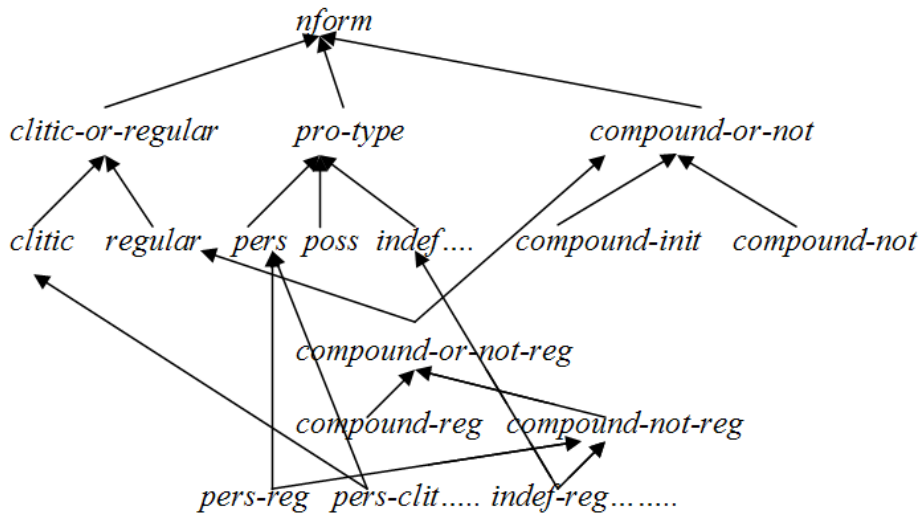 nform
clitic-or-regular pro-type compound-or-not
clitic regular pers poss indef.... compound-init compound-not
compound-or-not-reg
compound-reg compound-not-reg
pers-reg pers-clit..... indef-reg........